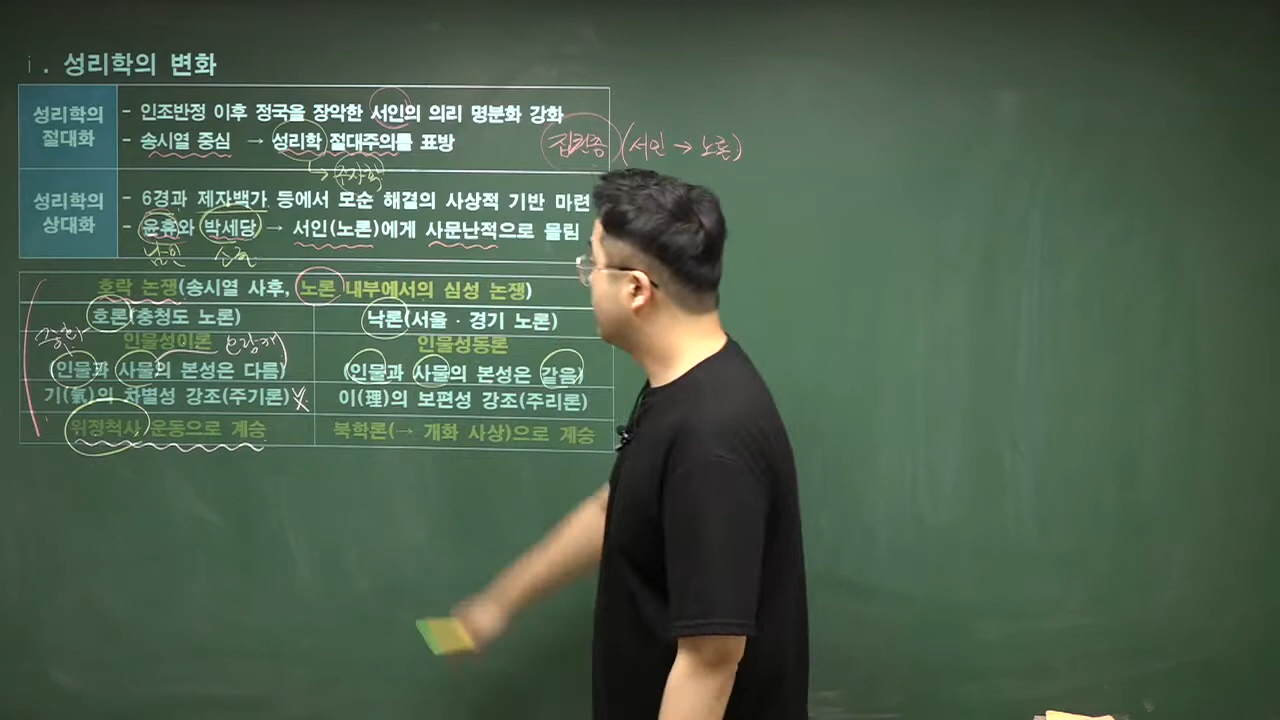 ⅰ. 성리학의 변화
성리학의 절대화
- 인조반정 이후 정국을 장악한 서인의 의리 명분화 강화
- 송시열 중심 → 성리학 절대주의를 표방
(서인 → 노론)
주자학
성리학의 상대화
- 6경과 제자백가 등에서 모순 해결의 사상적 기반 마련
- 윤휴와 박세당 → 서인(노론)에게 사문난적으로 몰림
남인 소론
호락 논쟁(송시열 사후, 노론 내부에서의 심성 논쟁)
호론(충청도 노론)
낙론(서울·경기 노론)
인물성이론
인물성동론
중화 오랑캐
(인물과 사물의 본성은 다름)
(인물과 사물의 본성은 같음)
기(氣)의 차별성 강조(주기론)
이(理)의 보편성 강조(주리론)
위정척사 운동으로 계승
북학론(→ 개화 사상)으로 계승